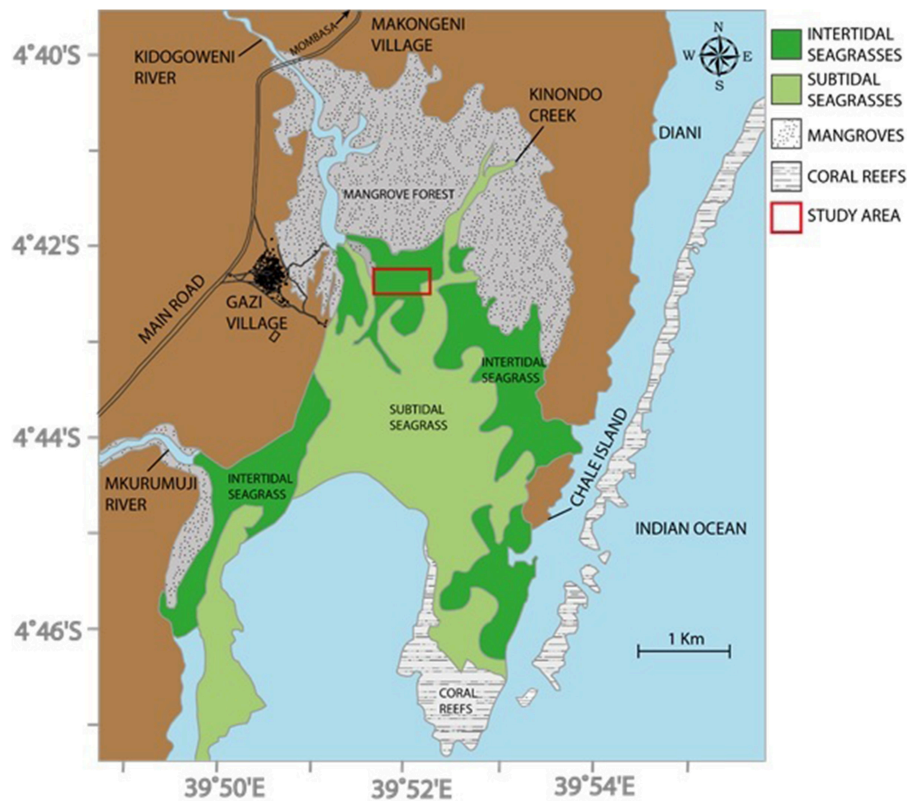 MAKONGENI
VILLAGE
MOMBASA
KIDOGOWENI
RIVER
KINONDO
CREEK
DIANI
N
W E
S
INTERTIDAL
SEAGRASSES
SUBTIDAL
SEAGRASSES
MANGROVES
CORAL REEFS
STUDY AREA
4°40'S
4°42'S
4°44'S
4°46'S
MANGROVE FOREST
MAIN ROAD
GAZI
VILLAGE
INTERTIDAL
SEAGRASS
SUBTIDAL
SEAGRASS
CHALE ISLAND
MKURUMUJI
RIVER
INTERTIDAL
SEAGRASS
INDIAN OCEAN
1 Km
CORAL
REEFS
39°50'E
39°52'E
39°54'E